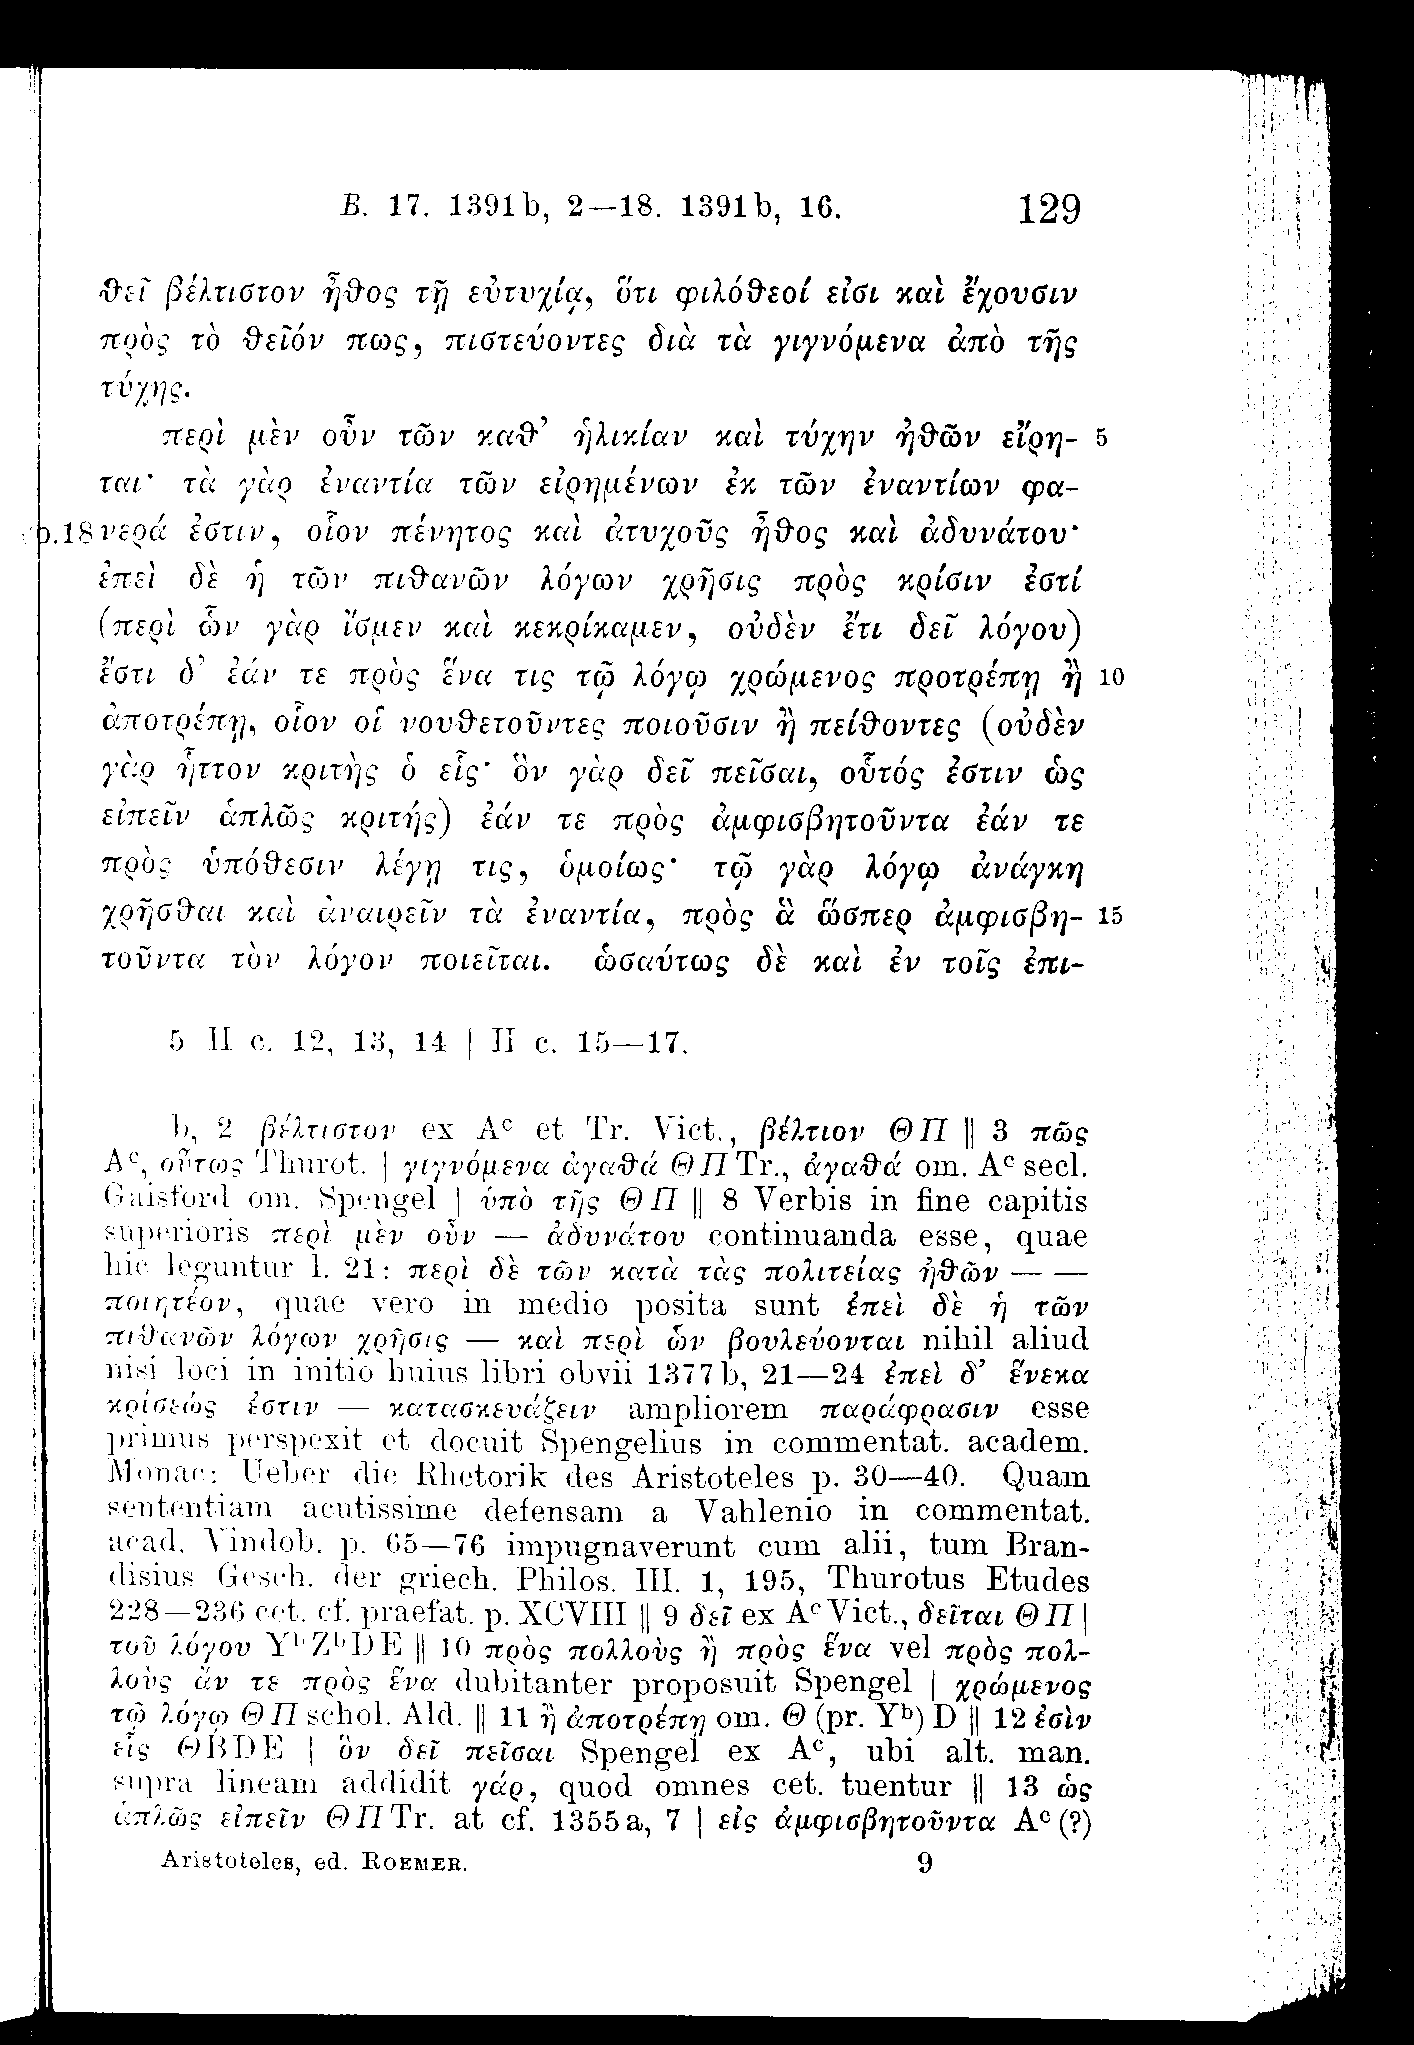 B. 17. 1391b, 2—18. 1391b, 16. 129
θεῖ βέλτιστον ἦθος τῇ εὐτυχίᾳ, ὅτι φιλόθεοί εἰσι καὶ ἔχουσιν
πρὸς τὸ θεῖόν πως, πιστεύοντες διὰ τὰ γιγνόμενα ἀπὸ τῆς
τύχης.
περὶ μὲν οὖν τῶν καθ’ ἡλικίαν καὶ τύχην ἠθῶν εἴρη- 5
ται· τὰ γὰρ ἐναντία τῶν εἰρημένων ἐκ τῶν ἐναντίων φα-
p.18 νερά ἐστιν, οἷον πένητος καὶ ἀτυχοῦς ἦθος καὶ ἀδυνάτου·
ἐπεὶ δὲ ἡ τῶν πιθανῶν λόγων χρῆσις πρὸς κρίσιν ἐστί
(περὶ ὧν γὰρ ἴσμεν καὶ κεκρίκαμεν, οὐδὲν ἔτι δεῖ λόγου)
ἔστι δ’ ἐάν τε πρὸς ἕνα τις τῷ λόγῳ χρώμενος προτρέπῃ ἢ 10
ἀποτρέπῃ, οἷον οἱ νουθετοῦντες ποιοῦσιν ἢ πείθοντες (οὐδὲν
γὰρ ἧττον κριτὴς ὁ εἷς· ὃν γὰρ δεῖ πεῖσαι, οὗτός ἐστιν ὡς
εἰπεῖν ἁπλῶς κριτής) ἐάν τε πρὸς ἀμφισβητοῦντα ἐάν τε
πρὸς ὑπόθεσιν λέγῃ τις, ὁμοίως· τῷ γὰρ λόγῳ ἀνάγκη
χρῆσθαι καὶ ἀναιρεῖν τὰ ἐναντία, πρὸς ἃ ὥσπερ ἀμφισβη- 15
τοῦντα τὸν λόγον ποιεῖται. ὡσαύτως δὲ καὶ ἐν τοῖς ἐπι-
5 II c. 12, 13, 14 | II c. 15—17.
b, 2 βέλτιστον ex Aᶜ et Tr. Vict., βέλτιον ΘΠ ‖ 3 πῶς
Aᶜ, οὕτως Thurot. | γιγνόμενα ἀγαθά ΘΠ Tr., ἀγαθά om. Aᶜ secl.
Gaisford om. Spengel | ὑπὸ τῆς ΘΠ ‖ 8 Verbis in fine capitis
superioris περὶ μὲν οὖν — ἀδυνάτου continuanda esse, quae
hic leguntur l. 21: περὶ δὲ τῶν κατὰ τὰς πολιτείας ἠθῶν — —
ποιητέον, quae vero in medio posita sunt ἐπεὶ δὲ ἡ τῶν
πιθανῶν λόγων χρῆσις — καὶ περὶ ὧν βουλεύονται nihil aliud
nisi loci in initio huius libri obvii 1377b, 21—24 ἐπεὶ δ’ ἕνεκα
κρίσεώς ἐστιν — κατασκευάζειν ampliorem παράφρασιν esse
primus perspexit et docuit Spengelius in commentat. academ.
Monac: Ueber die Rhetorik des Aristoteles p. 30—40. Quam
sententiam acutissime defensam a Vahlenio in commentat.
acad. Vindob. p. 65—76 impugnaverunt cum alii, tum Bran-
disius Gesch. der griech. Philos. III. 1, 195, Thurotus Etudes
228—236 cet. cf. praefat. p. XCVIII ‖ 9 δεῖ ex Aᶜ Vict., δεῖται ΘΠ |
τοῦ λόγου Yᵇ Zᵇ D E ‖ 10 πρὸς πολλοὺς ἢ πρὸς ἕνα vel πρὸς πολ-
λοὺς ἄν τε πρὸς ἕνα dubitanter proposuit Spengel | χρώμενος
τῷ λόγῳ ΘΠ schol. Ald. ‖ 11 ἢ ἀποτρέπῃ om. Θ (pr. Yᵇ) D ‖ 12 ἐσὶν
εἷς ΘBDE | ὃν δεῖ πεῖσαι Spengel ex Aᶜ, ubi alt. man.
supra lineam addidit γάρ, quod omnes cet. tuentur ‖ 13 ὡς
ἁπλῶς εἰπεῖν ΘΠ Tr. at cf. 1355a, 7 | εἰς ἀμφισβητοῦντα Aᶜ (?)
Aristoteles, ed. ROEMER. 9